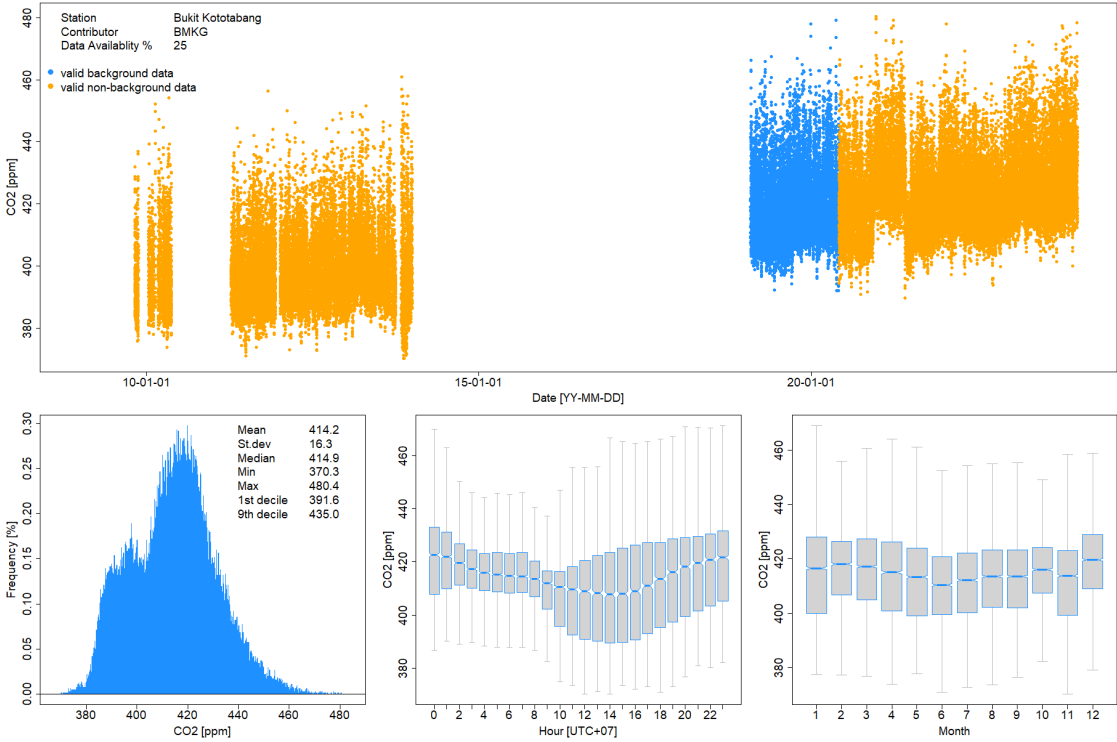 Station Bukit Kototabang
Contributor BMKG
Data Availablity % 25
valid background data
valid non-background data
CO2 [ppm]
480
460
440
420
400
380
10-01-01 15-01-01 20-01-01
Date [YY-MM-DD]
Frequency [%]
0.30
0.25
0.20
0.15
0.10
0.05
0.00
Mean 414.2
St.dev 16.3
Median 414.9
Min 370.3
Max 480.4
1st decile 391.6
9th decile 435.0
380 400 420 440 460 480
CO2 [ppm]
CO2 [ppm]
460
440
420
400
380
0 2 4 6 8 10 12 14 16 18 20 22
Hour [UTC+07]
CO2 [ppm]
460
440
420
400
380
1 2 3 4 5 6 7 8 9 10 11 12
Month